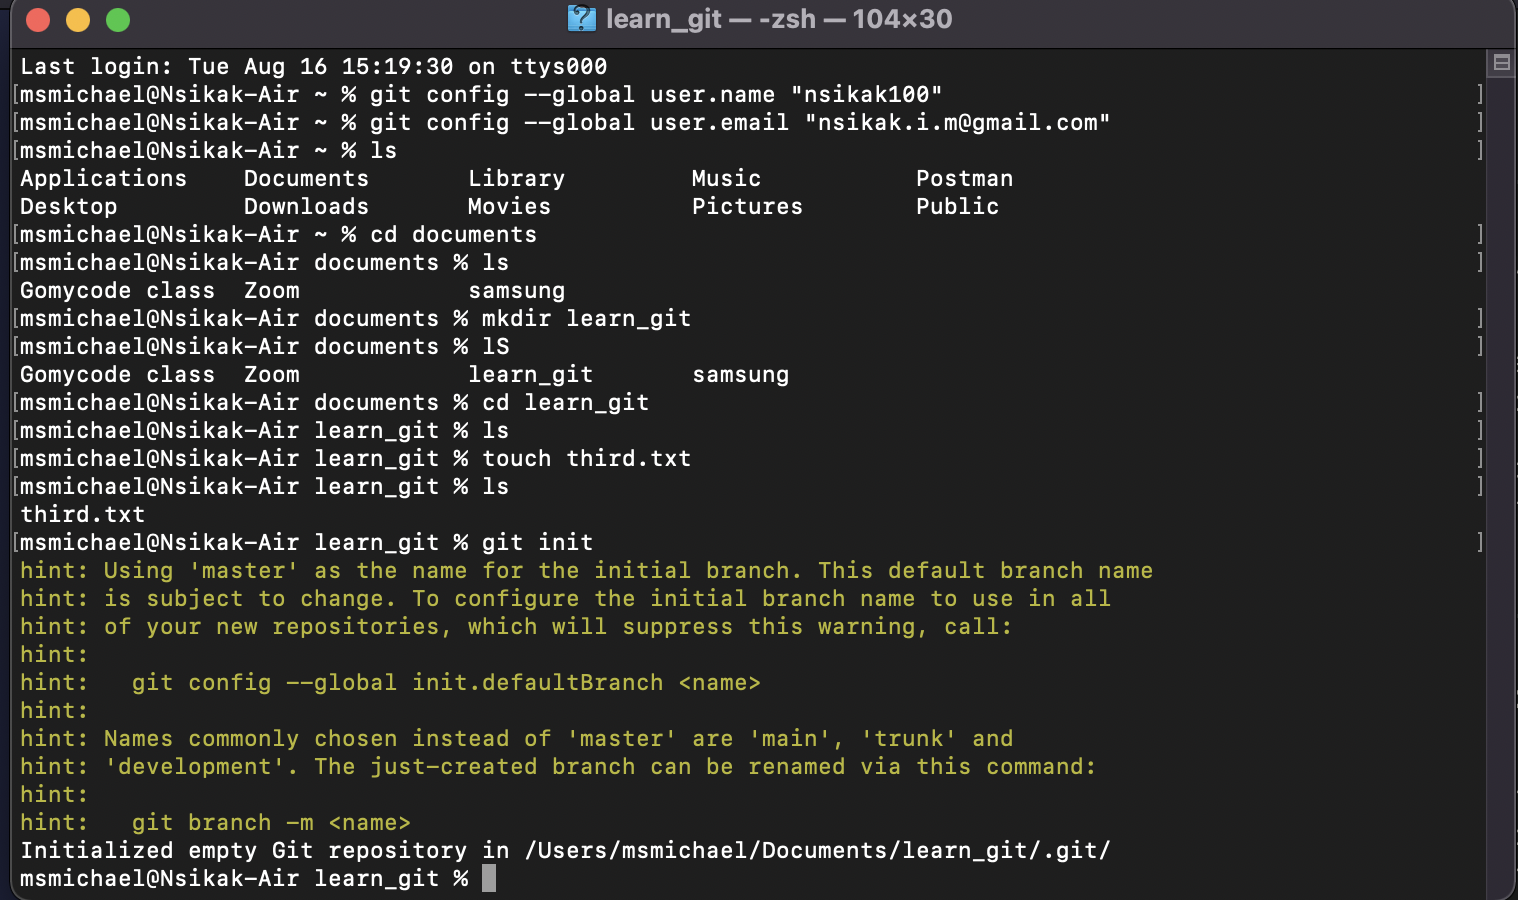 learn_git — -zsh — 104×30
Last login: Tue Aug 16 15:19:30 on ttys000
[msmichael@Nsikak-Air ~ % git config --global user.name "nsikak100" ]
[msmichael@Nsikak-Air ~ % git config --global user.email "nsikak.i.m@gmail.com" ]
[msmichael@Nsikak-Air ~ % ls ]
Applications Documents Library Music Postman
Desktop Downloads Movies Pictures Public
[msmichael@Nsikak-Air ~ % cd documents ]
[msmichael@Nsikak-Air documents % ls ]
Gomycode class Zoom samsung
[msmichael@Nsikak-Air documents % mkdir learn_git ]
[msmichael@Nsikak-Air documents % lS ]
Gomycode class Zoom learn_git samsung
[msmichael@Nsikak-Air documents % cd learn_git ]
[msmichael@Nsikak-Air learn_git % ls ]
[msmichael@Nsikak-Air learn_git % touch third.txt ]
[msmichael@Nsikak-Air learn_git % ls ]
third.txt
[msmichael@Nsikak-Air learn_git % git init ]
hint: Using 'master' as the name for the initial branch. This default branch name
hint: is subject to change. To configure the initial branch name to use in all
hint: of your new repositories, which will suppress this warning, call:
hint:
hint:   git config --global init.defaultBranch <name>
hint:
hint: Names commonly chosen instead of 'master' are 'main', 'trunk' and
hint: 'development'. The just-created branch can be renamed via this command:
hint:
hint:   git branch -m <name>
Initialized empty Git repository in /Users/msmichael/Documents/learn_git/.git/
msmichael@Nsikak-Air learn_git %